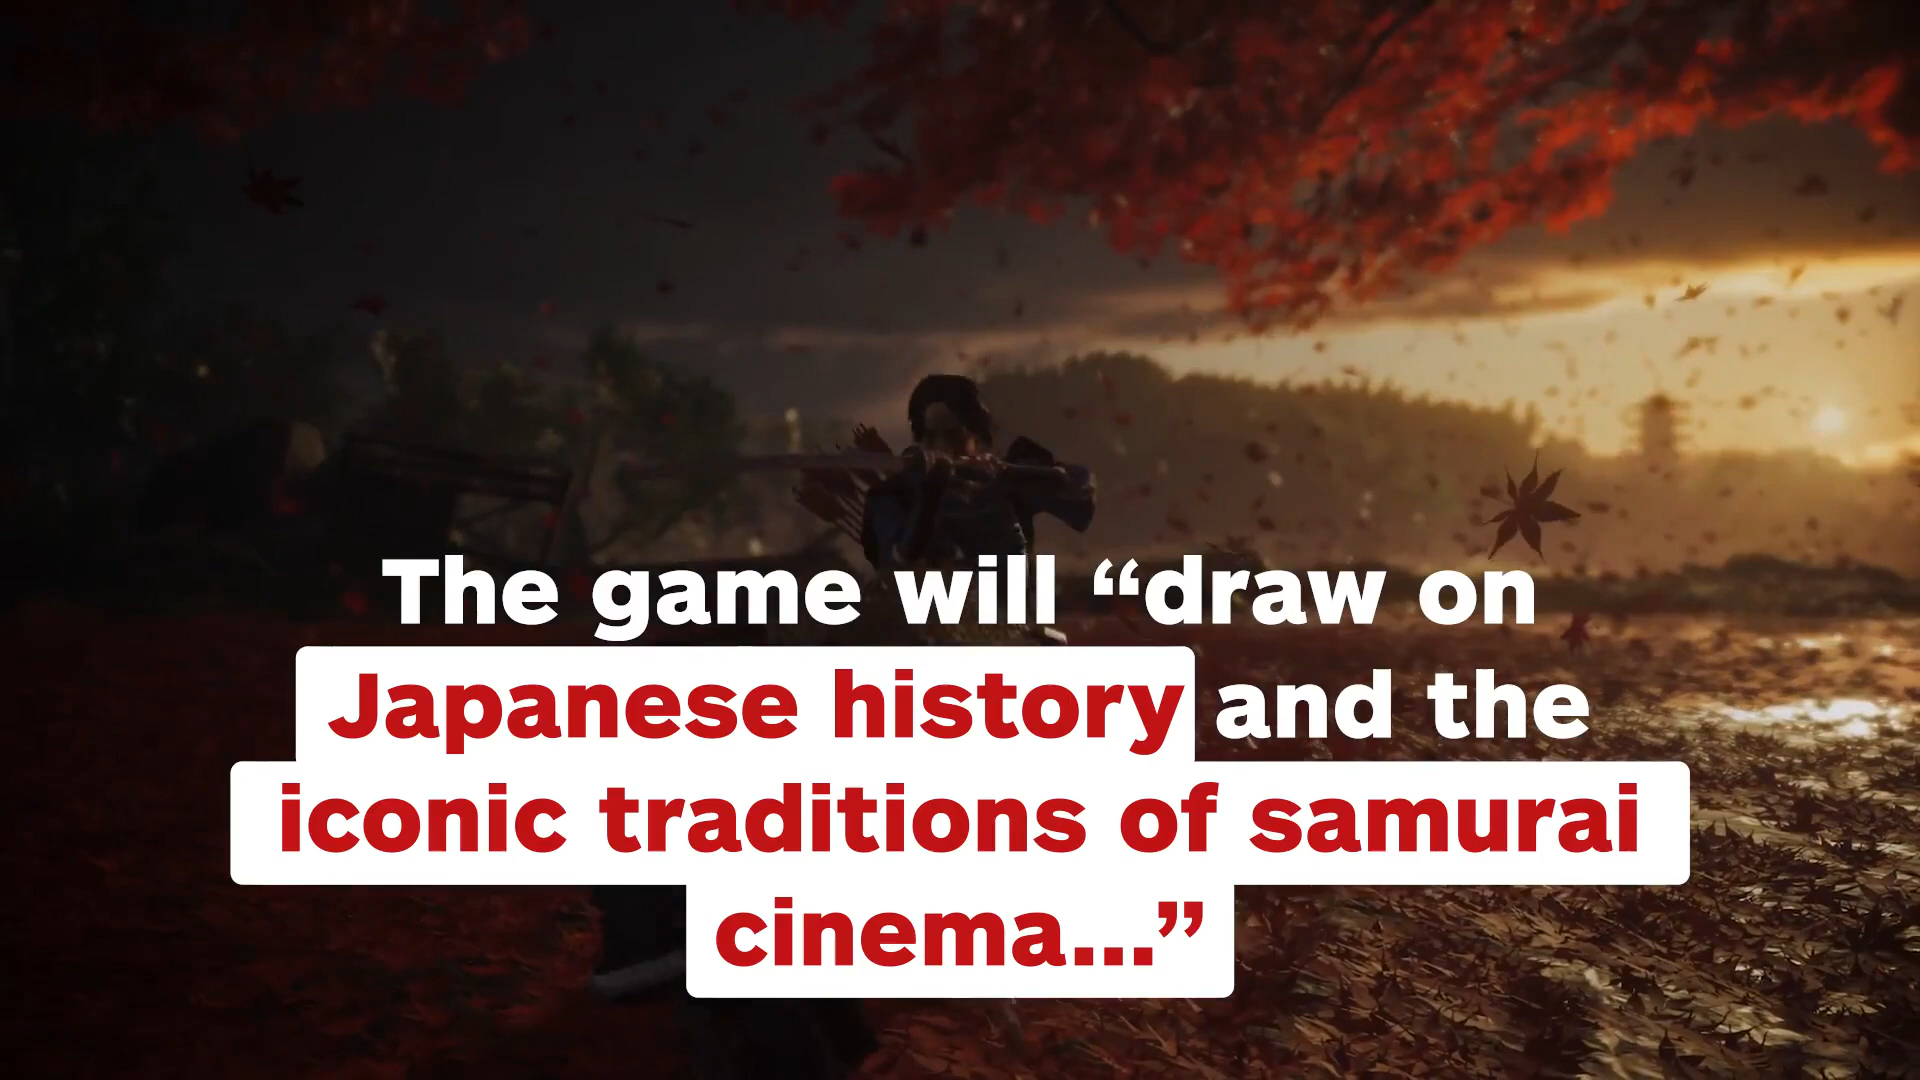 The game will “draw on
Japanese history and the
iconic traditions of samurai
cinema...”